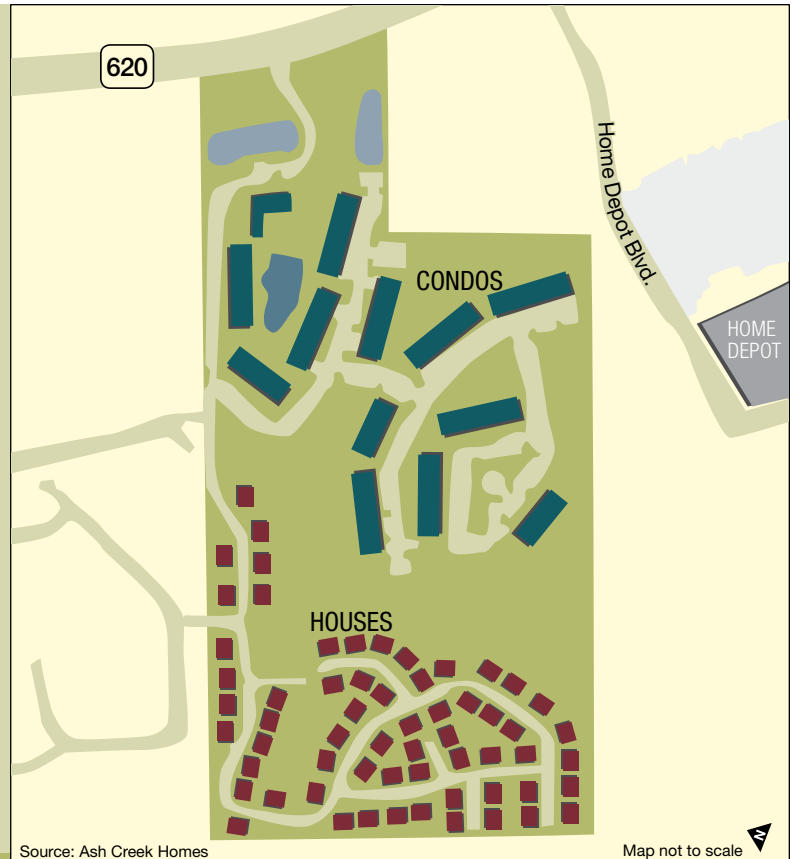 620
Home Depot Blvd.
CONDOS
HOME
DEPOT
HOUSES
Source: Ash Creek Homes
Map not to scale
N